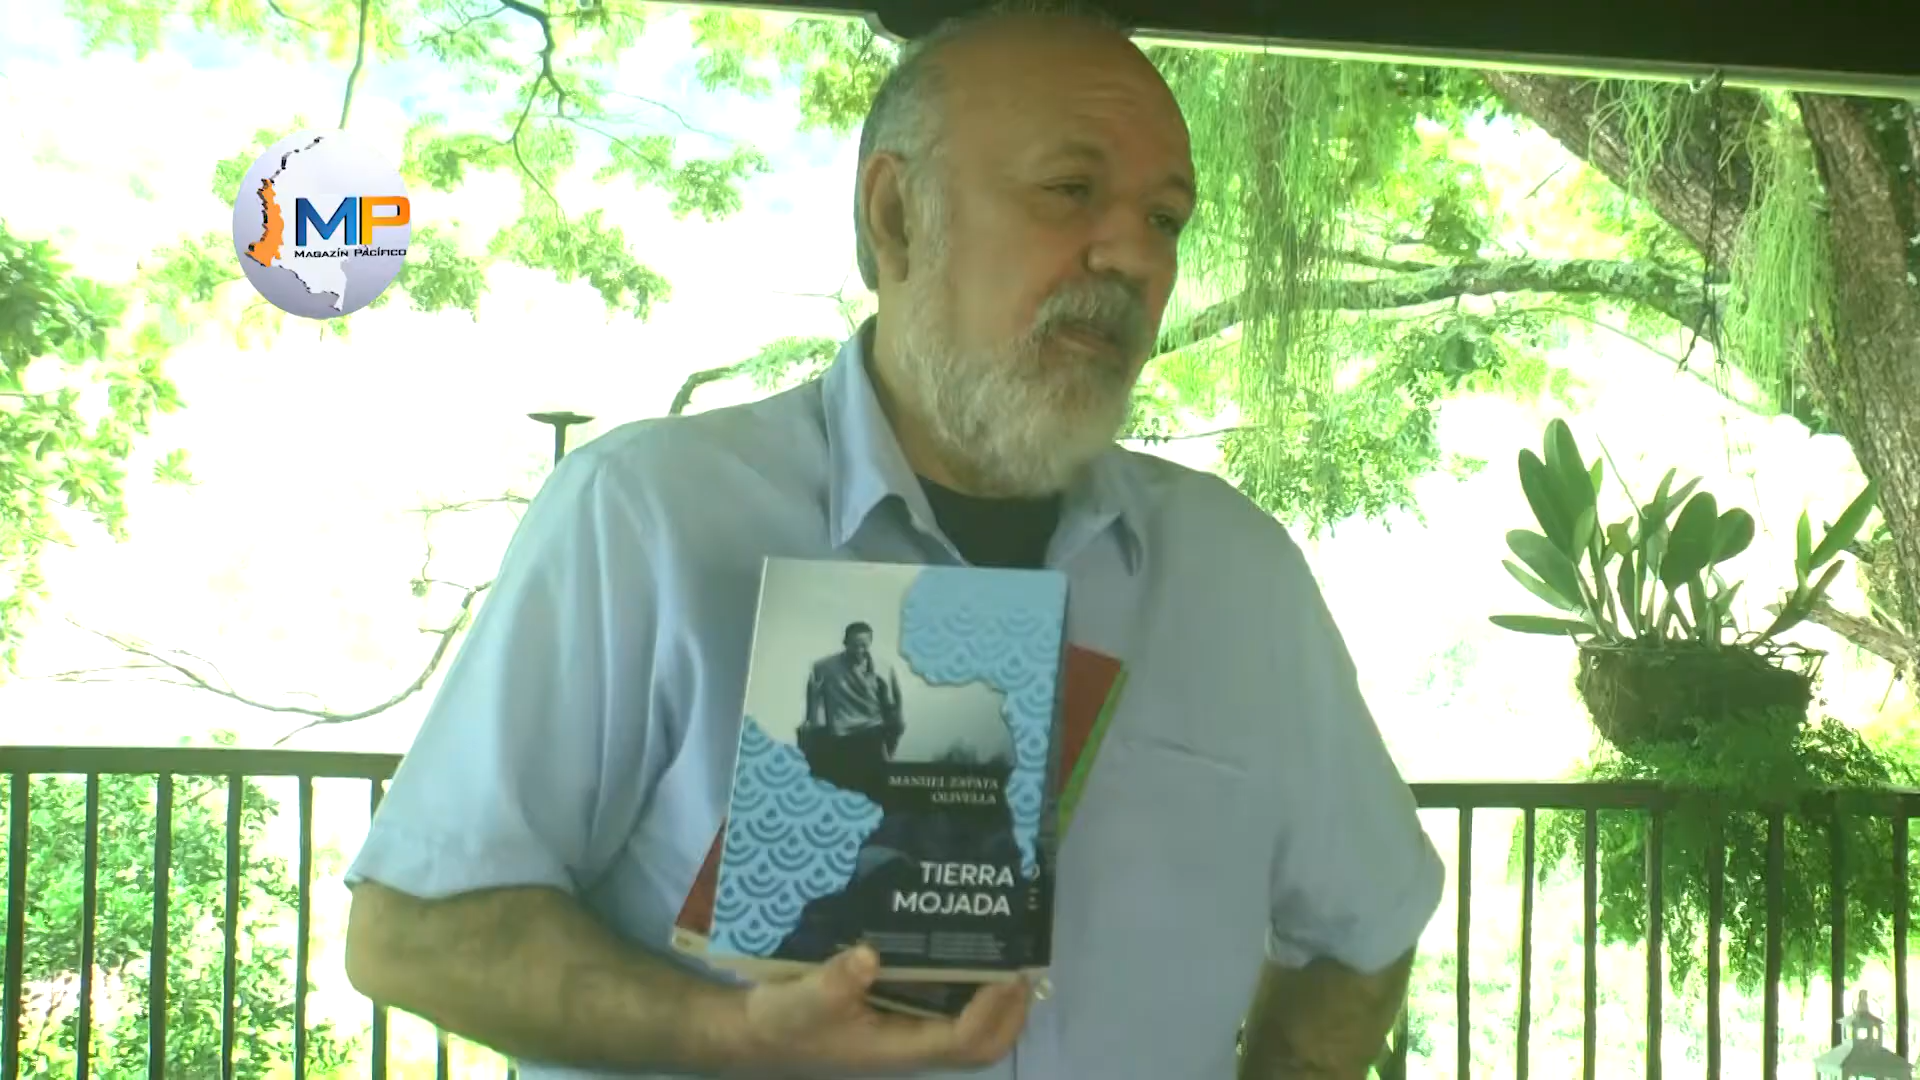 MP
MAGAZÍN PACÍFICO
MANUEL ZAPATA
OLIVELLA
TIERRA
MOJADA